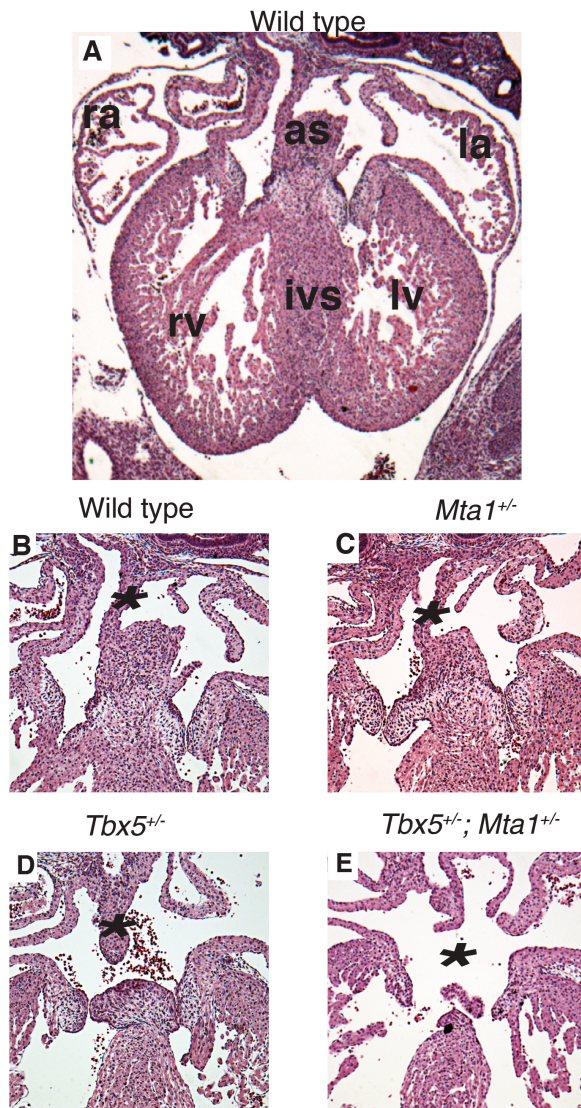 Wild type
A
ra
as
la
ivs
lv
rv
Wild type
Mta1+/-
B
C
Tbx5+/-
Tbx5+/-; Mta1+/-
D
E